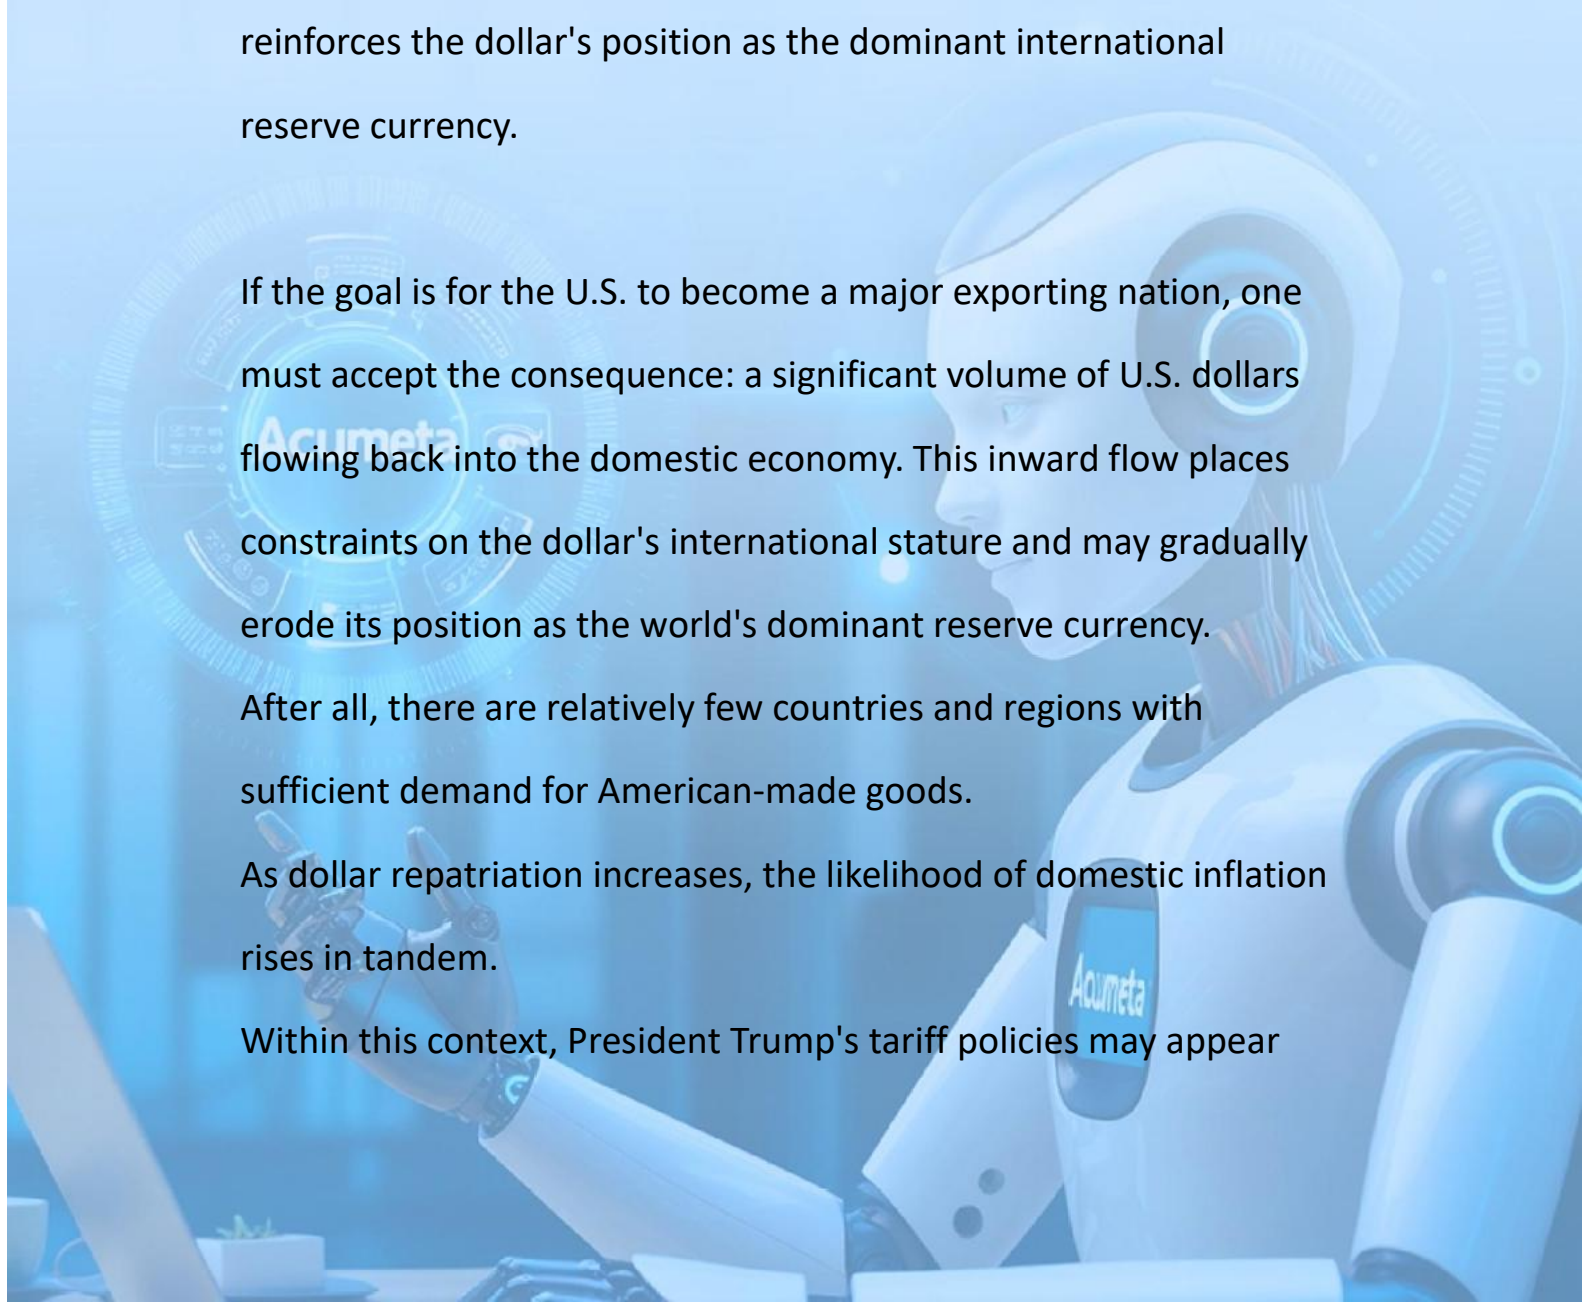 reinforces the dollar's position as the dominant international
reserve currency.
If the goal is for the U.S. to become a major exporting nation, one
must accept the consequence: a significant volume of U.S. dollars
Acumeta
flowing back into the domestic economy. This inward flow places
constraints on the dollar's international stature and may gradually
erode its position as the world's dominant reserve currency.
After all, there are relatively few countries and regions with
sufficient demand for American-made goods.
As dollar repatriation increases, the likelihood of domestic inflation
rises in tandem.
Acumeta
Within this context, President Trump's tariff policies may appear